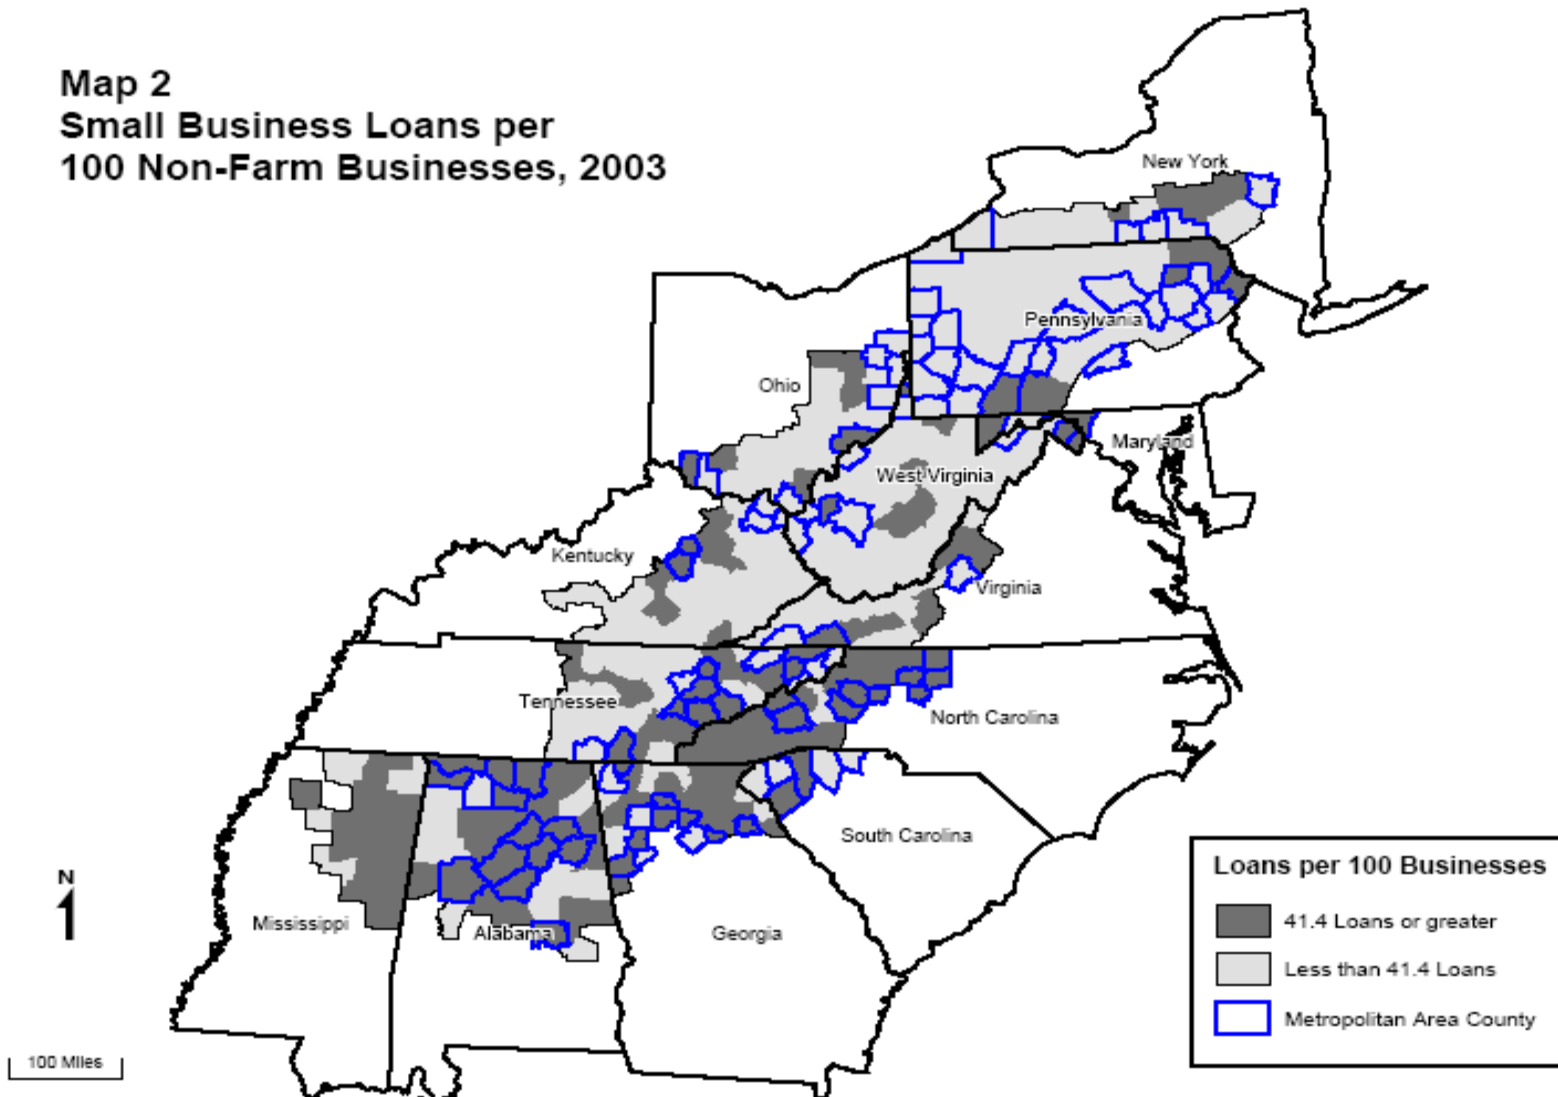 Map 2
Small Business Loans per
100 Non-Farm Businesses, 2003
New York
Pennsylvania
Ohio
Maryland
West Virginia
Kentucky
Virginia
Tennessee
North Carolina
South Carolina
Mississippi
Alabama
Georgia
N
100 Miles
Loans per 100 Businesses
41.4 Loans or greater
Less than 41.4 Loans
Metropolitan Area County